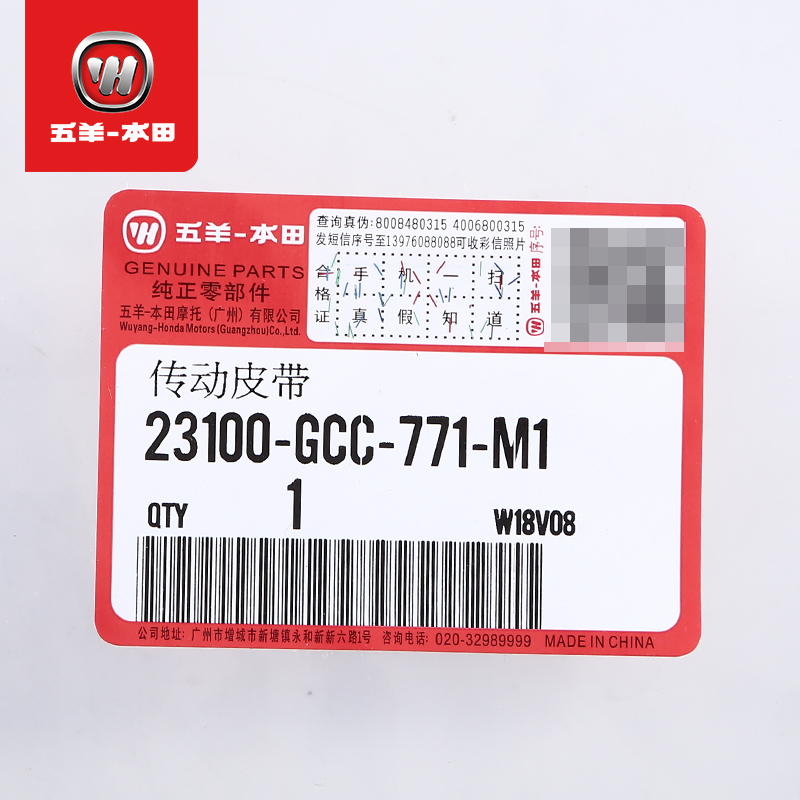 五羊-本田
五羊-本田
GENUINE PARTS
纯正零部件
五羊-本田摩托（广州）有限公司
Wuyang-Honda Motors (Guangzhou)Co.,Ltd.
查询真伪:8008480315 4006800315
发短信序号至13976088088可收彩信照片
合格证
手机一扫
真假知道
五羊-本田
序号:
传动皮带
23100-GCC-771-M1
QTY 1 W18V08
公司地址: 广州市增城市新塘镇永和新新六路1号 咨询电话: 020-32989999 MADE IN CHINA